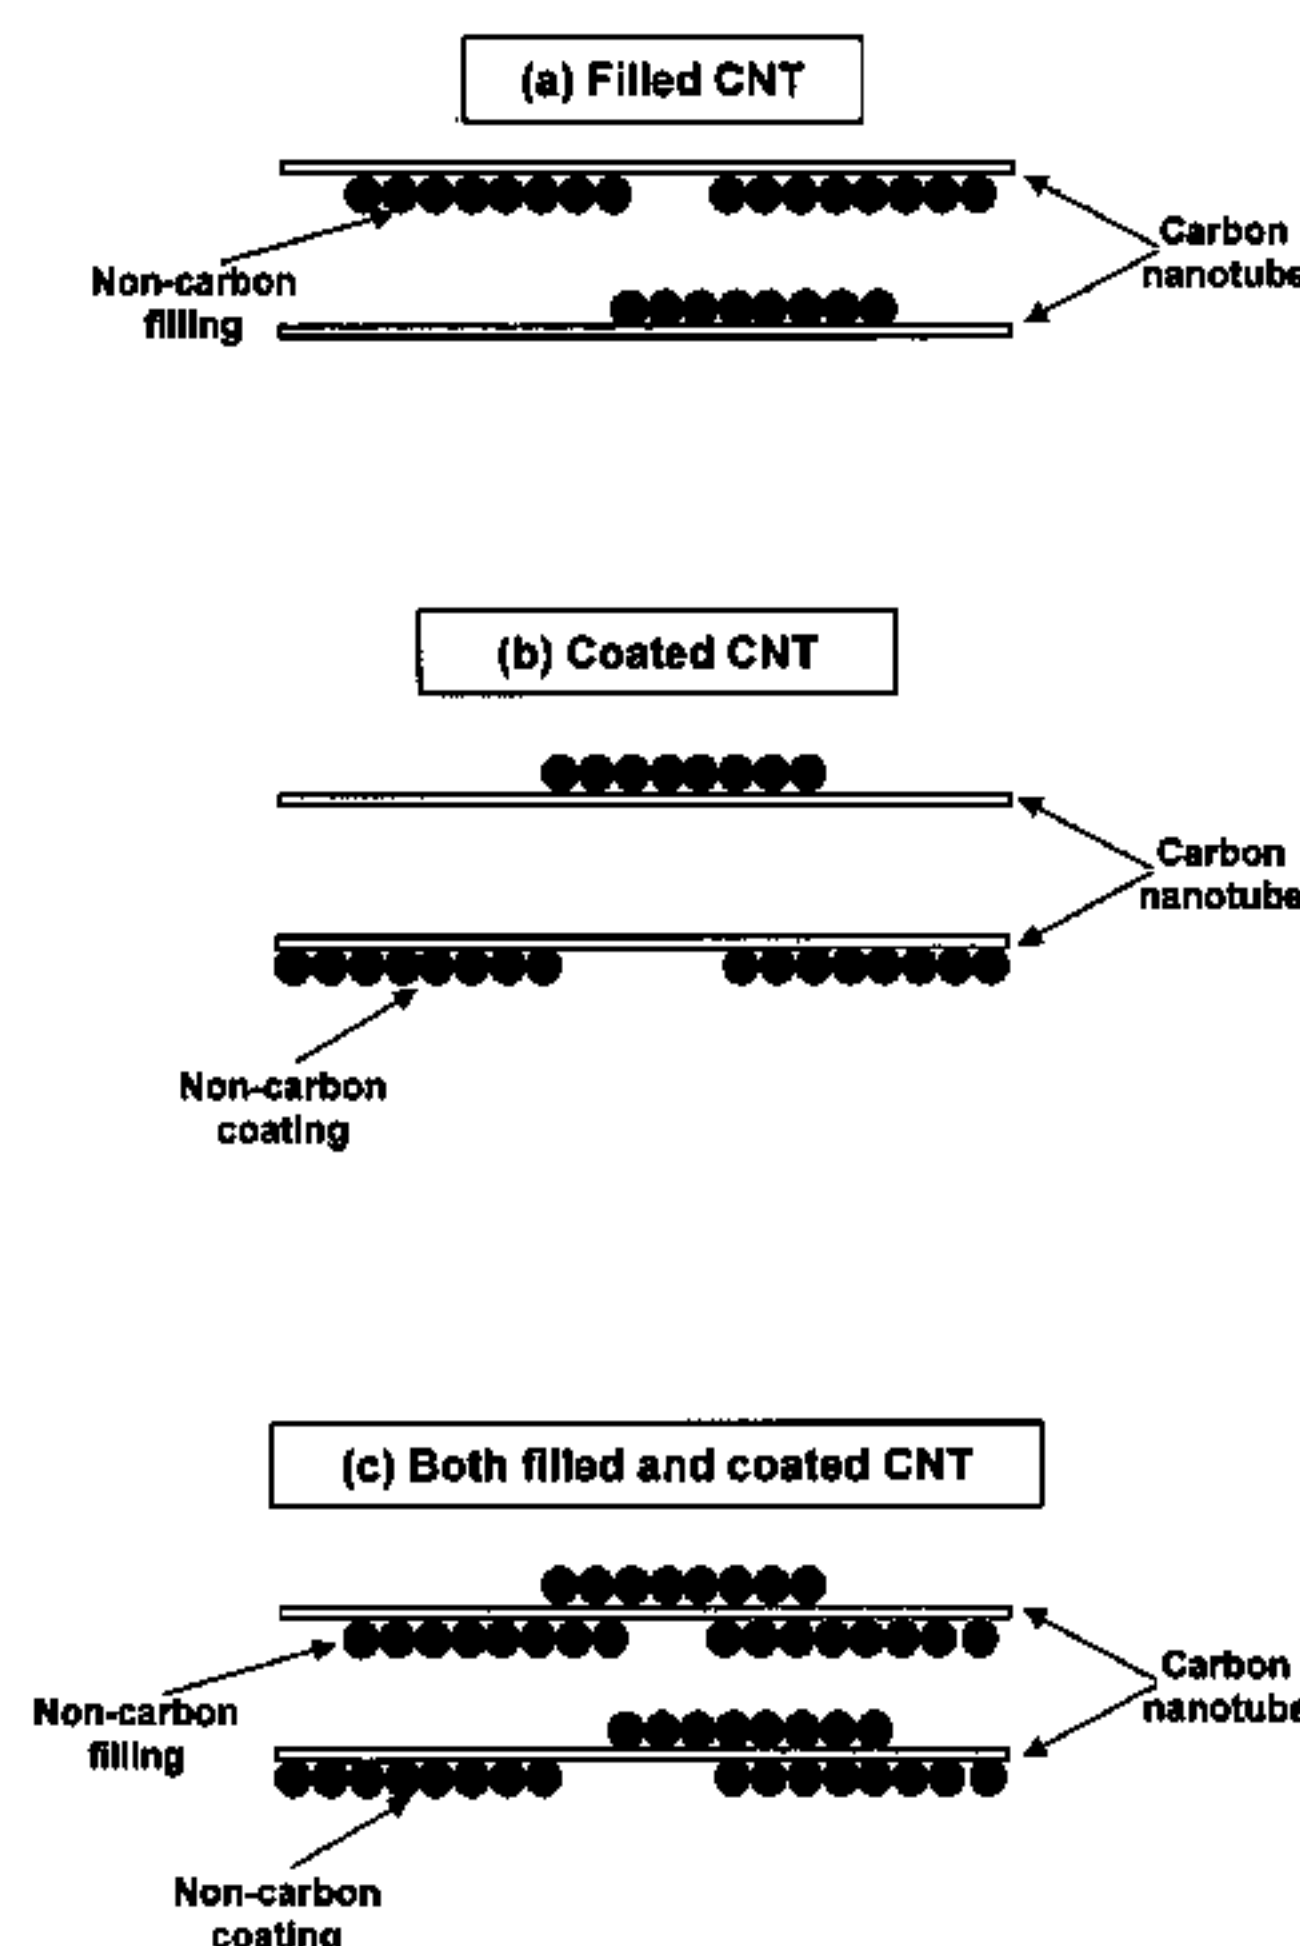 (a) Filled CNT
Carbon
nanotube
Non-carbon
filling
(b) Coated CNT
Carbon
nanotube
Non-carbon
coating
(c) Both filled and coated CNT
Carbon
nanotube
Non-carbon
filling
Non-carbon
coating